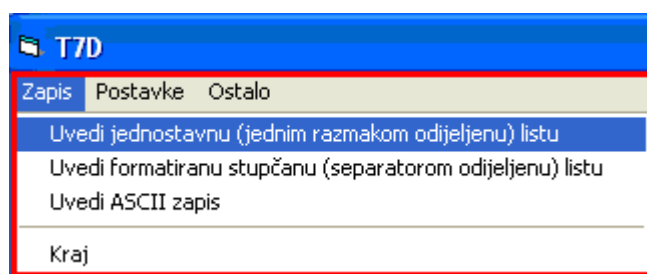 T7D
Zapis Postavke Ostalo
Uvedi jednostavnu (jednim razmakom odijeljenu) listu
Uvedi formatiranu stupčanu (separatorom odijeljenu) listu
Uvedi ASCII zapis
Kraj